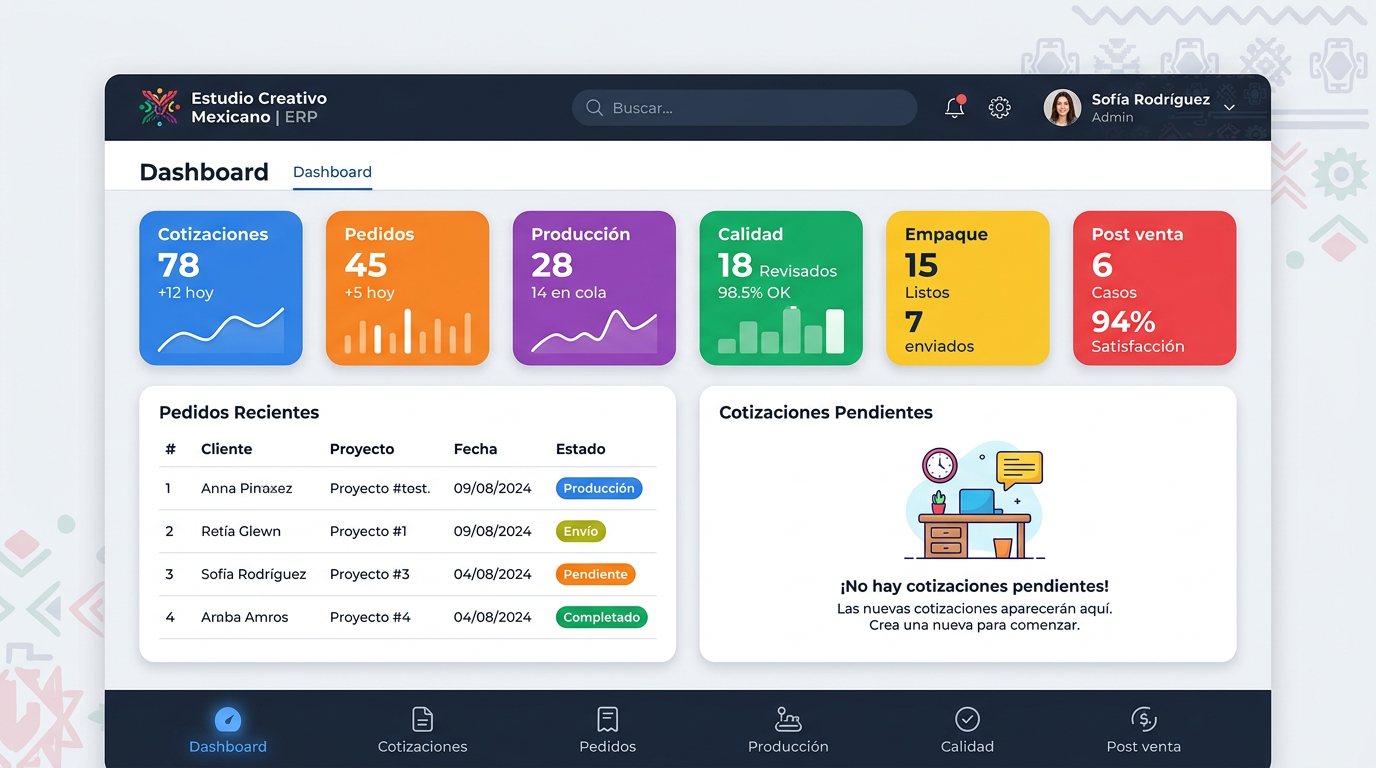 Estudio Creativo
Mexicano | ERP
Buscar...
Sofía Rodríguez
Admin
Dashboard
Dashboard
Cotizaciones
78
+12 hoy
Pedidos
45
+5 hoy
Producción
28
14 en cola
Calidad
18 Revisados
98.5% OK
Empaque
15
Listos
7
enviados
Post venta
6
Casos
94%
Satisfacción
Pedidos Recientes
# Cliente Proyecto Fecha Estado
1 Anna Proyecto #tost. 09/08/2024 Producción
2 Retía Glewn Proyecto #1 09/08/2024 Envío
3 Sofía Rodríguez Proyecto #3 04/08/2024 Pendiente
4 Amros Proyecto #4 04/08/2024 Completado
Cotizaciones Pendientes
¡No hay cotizaciones pendientes!
Las nuevas cotizaciones aparecerán aquí.
Crea una nueva para comenzar.
Dashboard
Cotizaciones
Pedidos
Producción
Calidad
Post venta